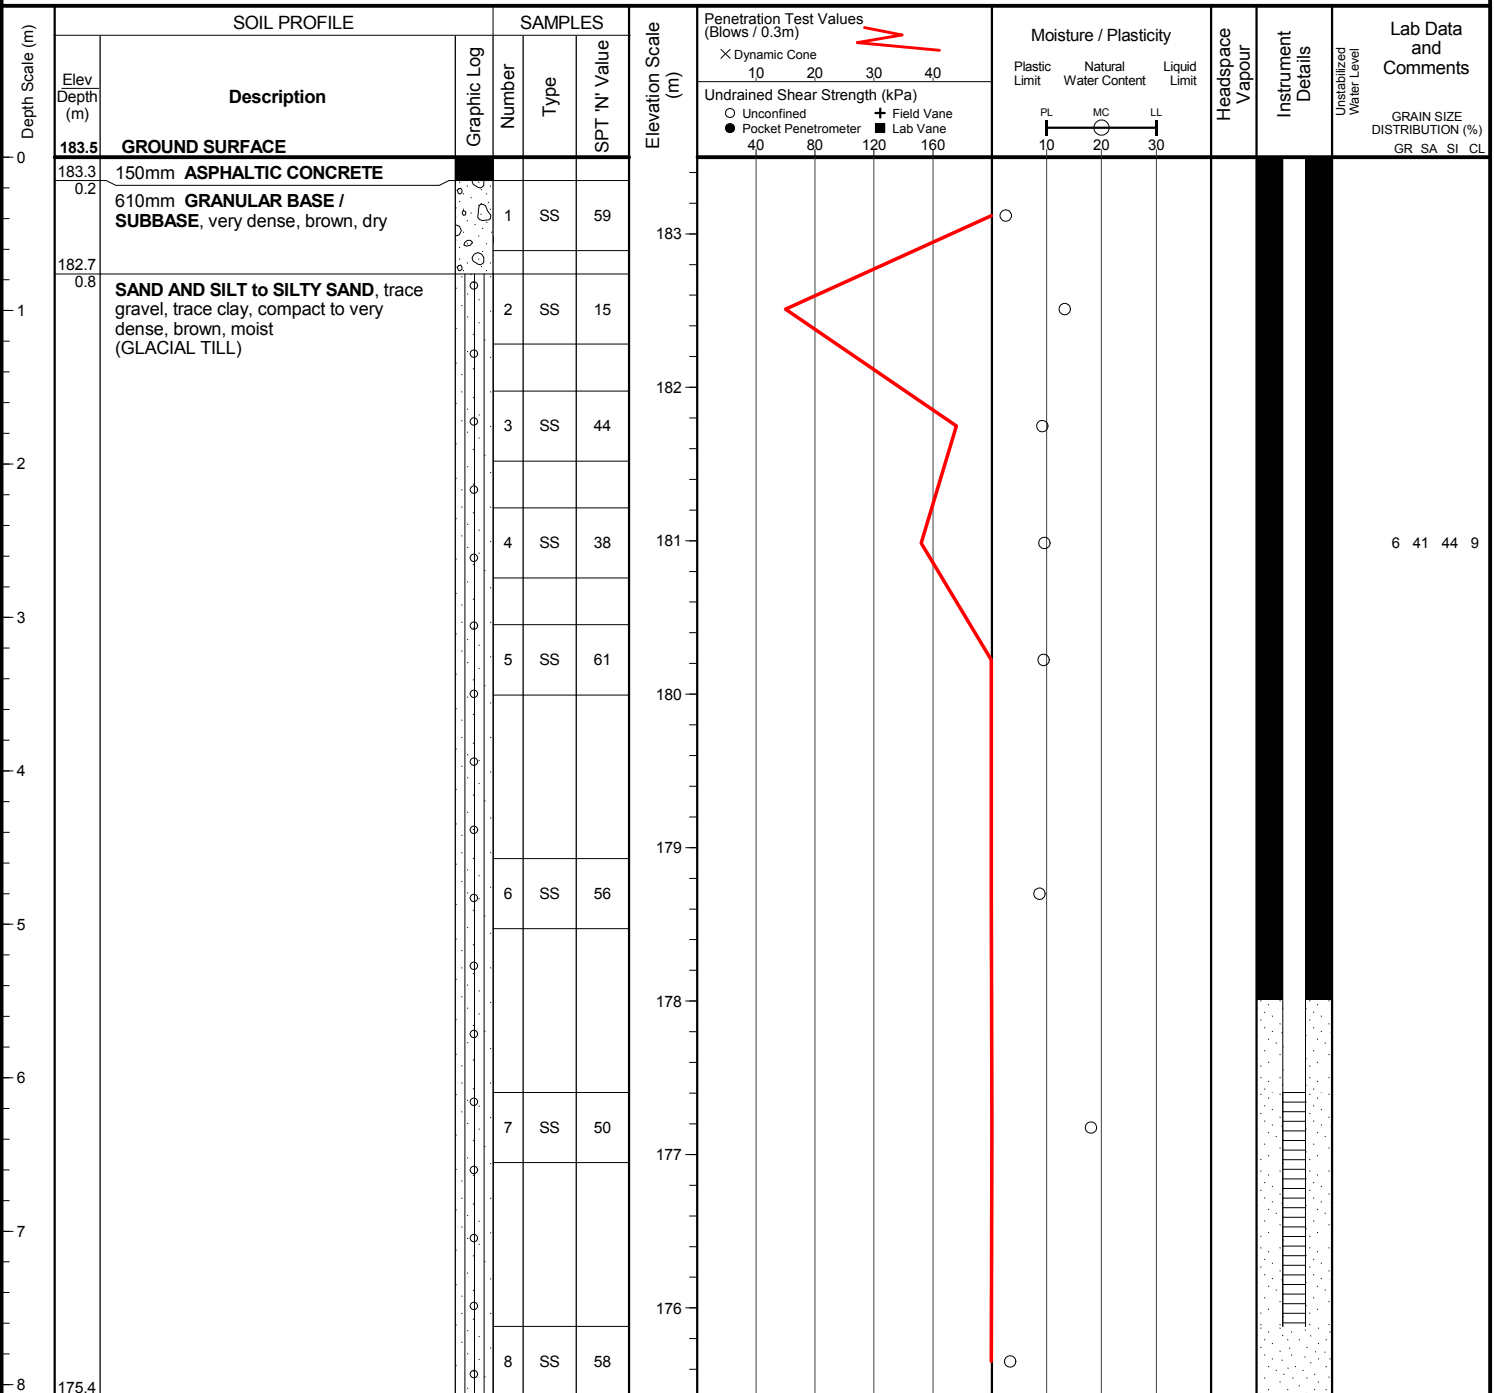 SOIL PROFILE
SAMPLES
Depth Scale (m)
Elev
Depth
(m)
Description
Graphic Log
Number
Type
SPT 'N' Value
Elevation Scale
(m)
Penetration Test Values
(Blows / 0.3m)
× Dynamic Cone
10 20 30 40
Undrained Shear Strength (kPa)
Unconfined
Field Vane
Pocket Penetrometer
Lab Vane
40 80 120 160
Moisture / Plasticity
Plastic
Limit
Natural
Water Content
Liquid
Limit
PL MC LL
10 20 30
Headspace
Vapour
Instrument
Details
Unstabilized
Water Level
Lab Data
and
Comments
GRAIN SIZE
DISTRIBUTION (%)
GR SA SI CL
183.5 GROUND SURFACE
0
183.3 150mm ASPHALTIC CONCRETE
0.2
610mm GRANULAR BASE /
SUBBASE, very dense, brown, dry
1 SS 59
183
182.7
0.8
SAND AND SILT to SILTY SAND, trace
gravel, trace clay, compact to very
dense, brown, moist
(GLACIAL TILL)
1
2 SS 15
182
3 SS 44
2
181
4 SS 38
6 41 44 9
3
5 SS 61
180
4
179
6 SS 56
5
178
6
7 SS 50
177
7
176
8 SS 58
8
175.4